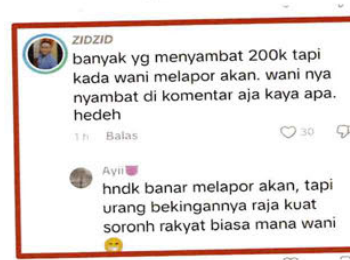 ZIDZID
banyak yg menyambat 200k tapi
kada wani melapor akan. wani nya
nyambat di komentar aja kaya apa.
hedeh
1 h Balas
30
Ayii😈
hndk banar melapor akan, tapi
urang bekingannya raja kuat
soronh rakyat biasa mana wani
😁